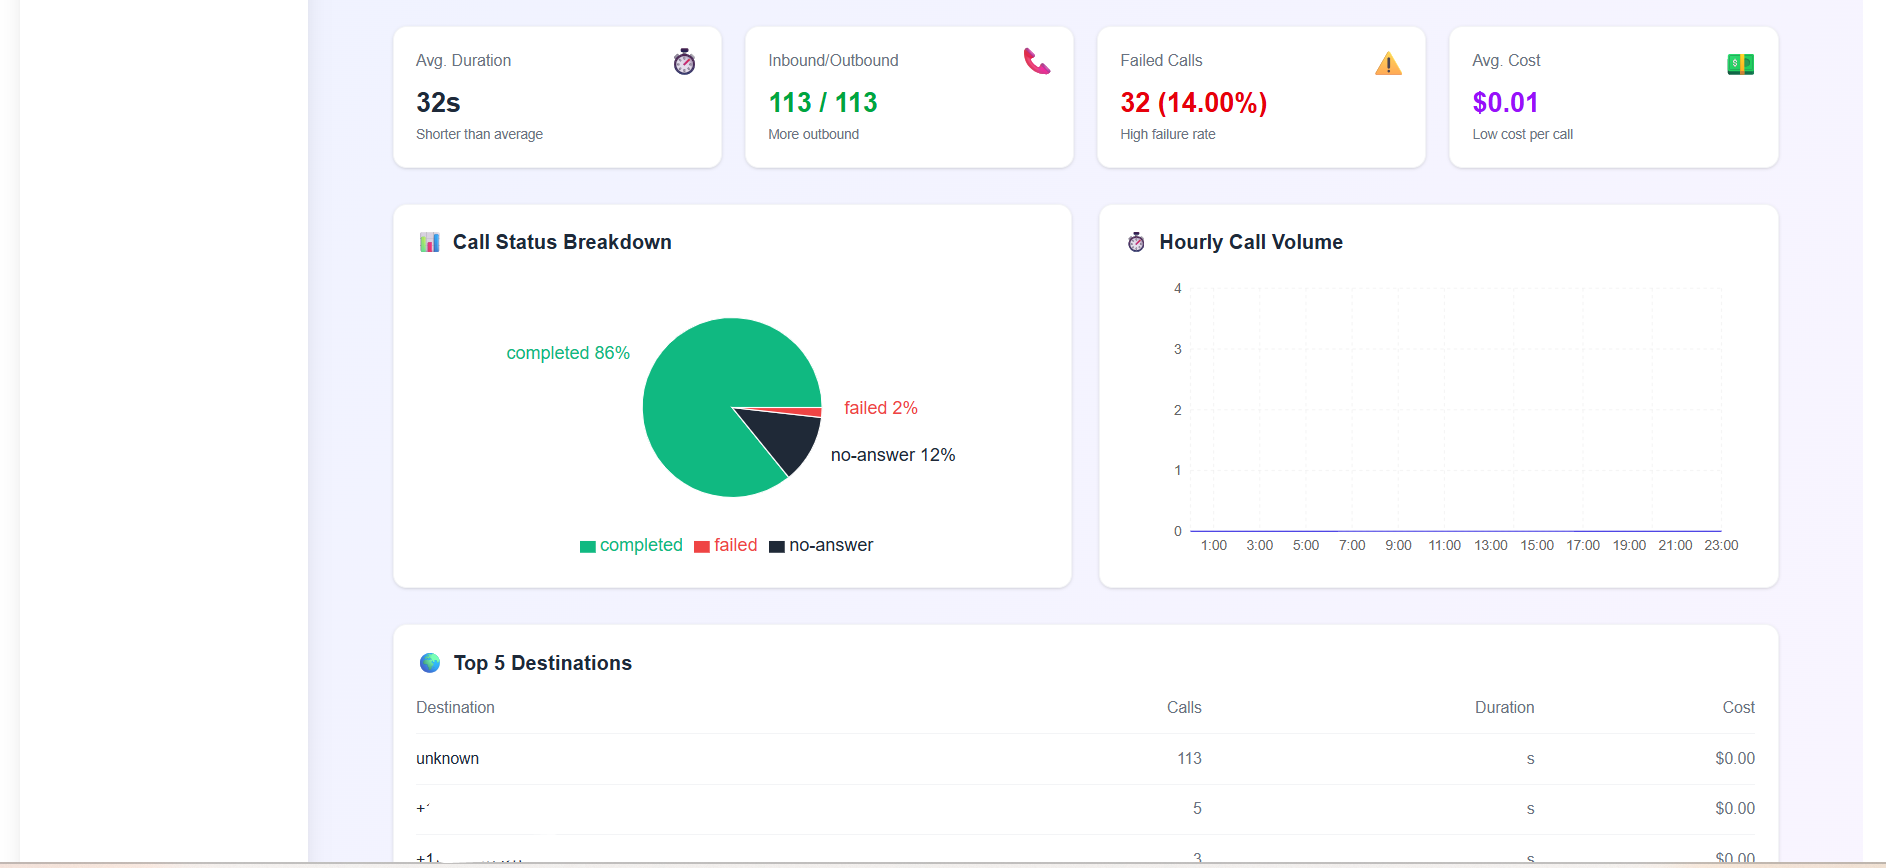 Avg. Duration
32s
Shorter than average
Inbound/Outbound
113 / 113
More outbound
Failed Calls
32 (14.00%)
High failure rate
Avg. Cost
$0.01
Low cost per call
Call Status Breakdown
completed 86%
failed 2%
no-answer 12%
completed failed no-answer
Hourly Call Volume
4
3
2
1
0
1:00 3:00 5:00 7:00 9:00 11:00 13:00 15:00 17:00 19:00 21:00 23:00
Top 5 Destinations
Destination Calls Duration Cost
unknown 113 s $0.00
+ 5 s $0.00
+1 3 s $0.00